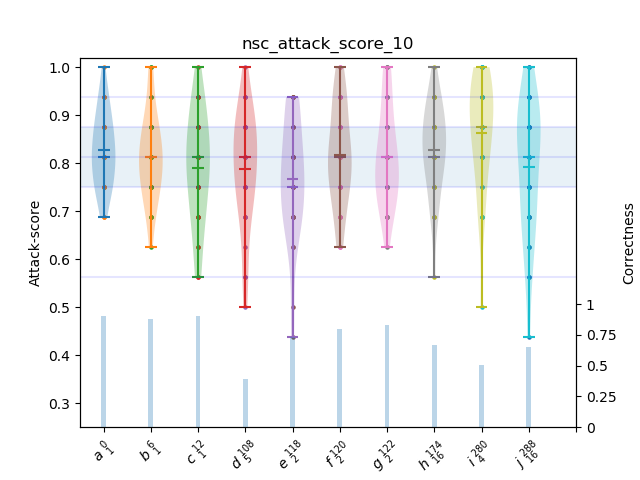 nsc_attack_score_10
1.0
0.9
0.8
0.7
0.6
0.5
0.4
0.3
Attack-score
1
0.75
0.5
0.25
0
Correctness
a 0 1
b 6 1
c 12 1
d 108 5
e 118 2
f 120 2
g 122 2
h 174 16
i 280 4
j 288 16